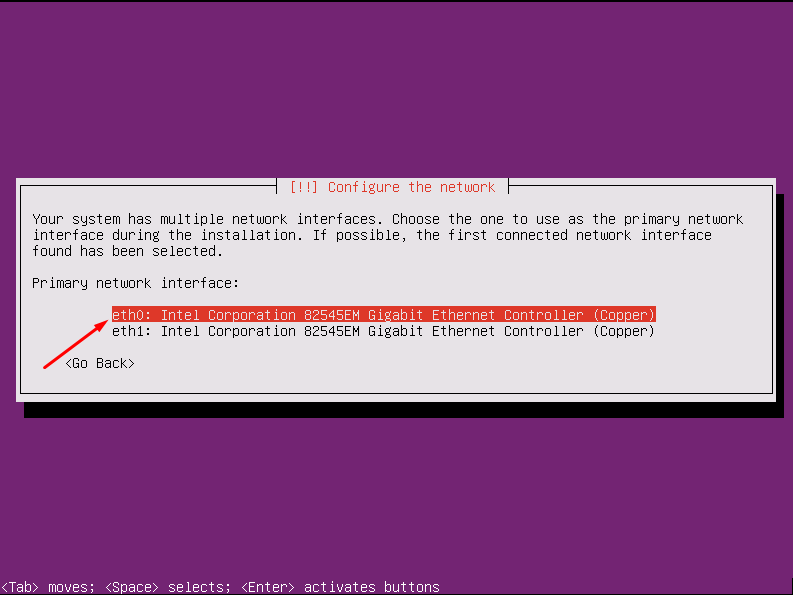 [!!] Configure the network
Your system has multiple network interfaces. Choose the one to use as the primary network
interface during the installation. If possible, the first connected network interface
found has been selected.
Primary network interface:
eth0: Intel Corporation 82545EM Gigabit Ethernet Controller (Copper)
eth1: Intel Corporation 82545EM Gigabit Ethernet Controller (Copper)
<Go Back>
<Tab> moves; <Space> selects; <Enter> activates buttons